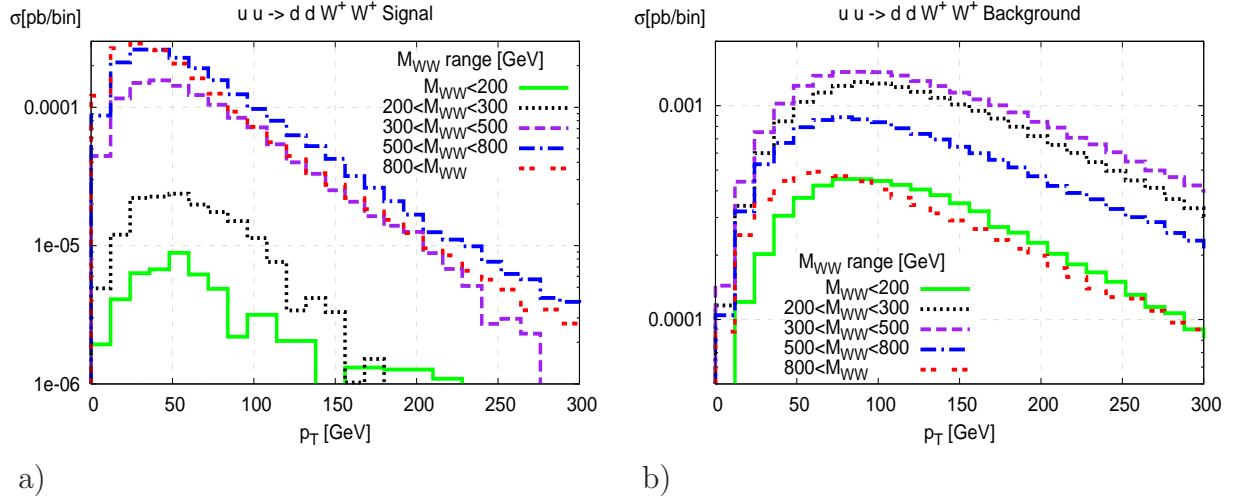 u u -> d d W⁺ W⁺ Signal
σ[pb/bin]
M_WW range [GeV]
M_WW<200
200<M_WW<300
300<M_WW<500
500<M_WW<800
800<M_WW
0.0001
1e-05
1e-06
0 50 100 150 200 250 300
p_T [GeV]
a)
u u -> d d W⁺ W⁺ Background
σ[pb/bin]
0.001
0.0001
M_WW range [GeV]
M_WW<200
200<M_WW<300
300<M_WW<500
500<M_WW<800
800<M_WW
0 50 100 150 200 250 300
p_T [GeV]
b)